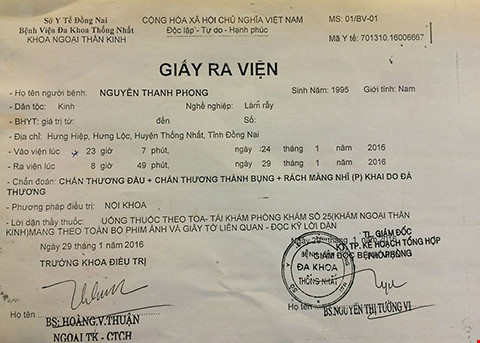 Sở Y Tế Đồng Nai
Bệnh Viện Đa Khoa Thống Nhất
KHOA NGOẠI THẦN KINH
CỘNG HÒA XÃ HỘI CHỦ NGHĨA VIỆT NAM
Độc lập - Tự do - Hạnh phúc
MS: 01/BV-01
Mã Y tế: 701310.16006667
GIẤY RA VIỆN
- Họ tên người bệnh: NGUYỄN THANH PHONG Sinh Năm: 1995 Giới tính: Nam
- Dân tộc: Kinh Nghề nghiệp: Làm rẫy
- BHYT: giá trị từ: đến Số:
- Địa chỉ: Hưng Hiệp, Hưng Lộc, Huyện Thống Nhất, Tỉnh Đồng Nai
- Vào viện lúc 23 giờ 7 phút, ngày 24 tháng 1 năm 2016
- Ra viện lúc 8 giờ 49 phút, ngày 29 tháng 1 năm 2016
- Chẩn đoán: CHẤN THƯƠNG ĐẦU + CHẤN THƯƠNG THÀNH BỤNG + RÁCH MÀNG NHĨ (P) KHAI DO ĐẢ
THƯƠNG
- Phương pháp điều trị: NỘI KHOA
- Lời dặn thầy thuốc: UỐNG THUỐC THEO TOA- TÁI KHÁM PHÒNG KHÁM SỐ 25(KHÁM NGOẠI THẦN
KINH)MANG THEO TOÀN BỘ PHIM ẢNH VÀ GIẤY TỜ LIÊN QUAN - ĐỌC KỸ LỜI DẶN
Ngày 29 tháng 1 năm 2016
TRƯỞNG KHOA ĐIỀU TRỊ
Họ tên
BS: HOÀNG.V.THUẬN
NGOẠI TK - CTCH
TL. GIÁM ĐỐC
KT. TP. KẾ HOẠCH TỔNG HỢP
GIÁM ĐỐC BỆNH VIỆN
BỆNH VIỆN
ĐA KHOA
THỐNG NHẤT
Họ tên
BS.NGUYỄN THỊ TƯỜNG VI